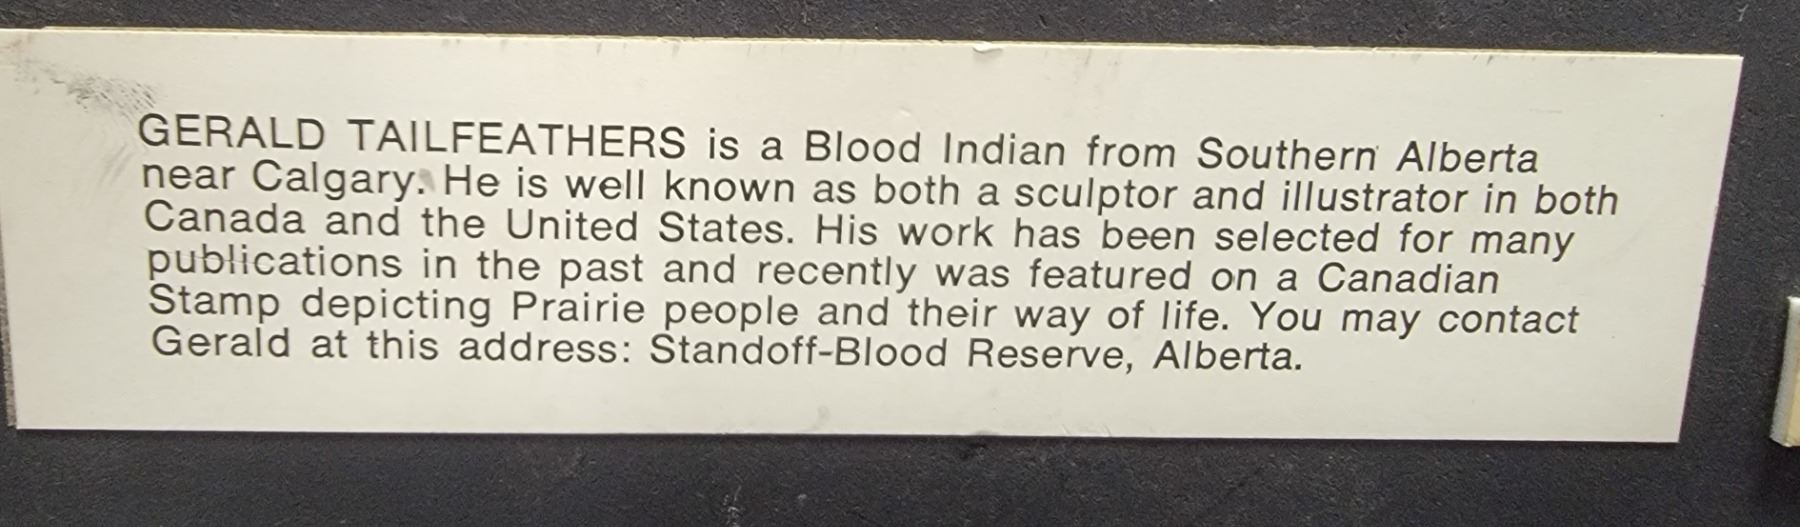 GERALD TAILFEATHERS is a Blood Indian from Southern Alberta
near Calgary. He is well known as both a sculptor and illustrator in both
Canada and the United States. His work has been selected for many
publications in the past and recently was featured on a Canadian
Stamp depicting Prairie people and their way of life. You may contact
Gerald at this address: Standoff-Blood Reserve, Alberta.